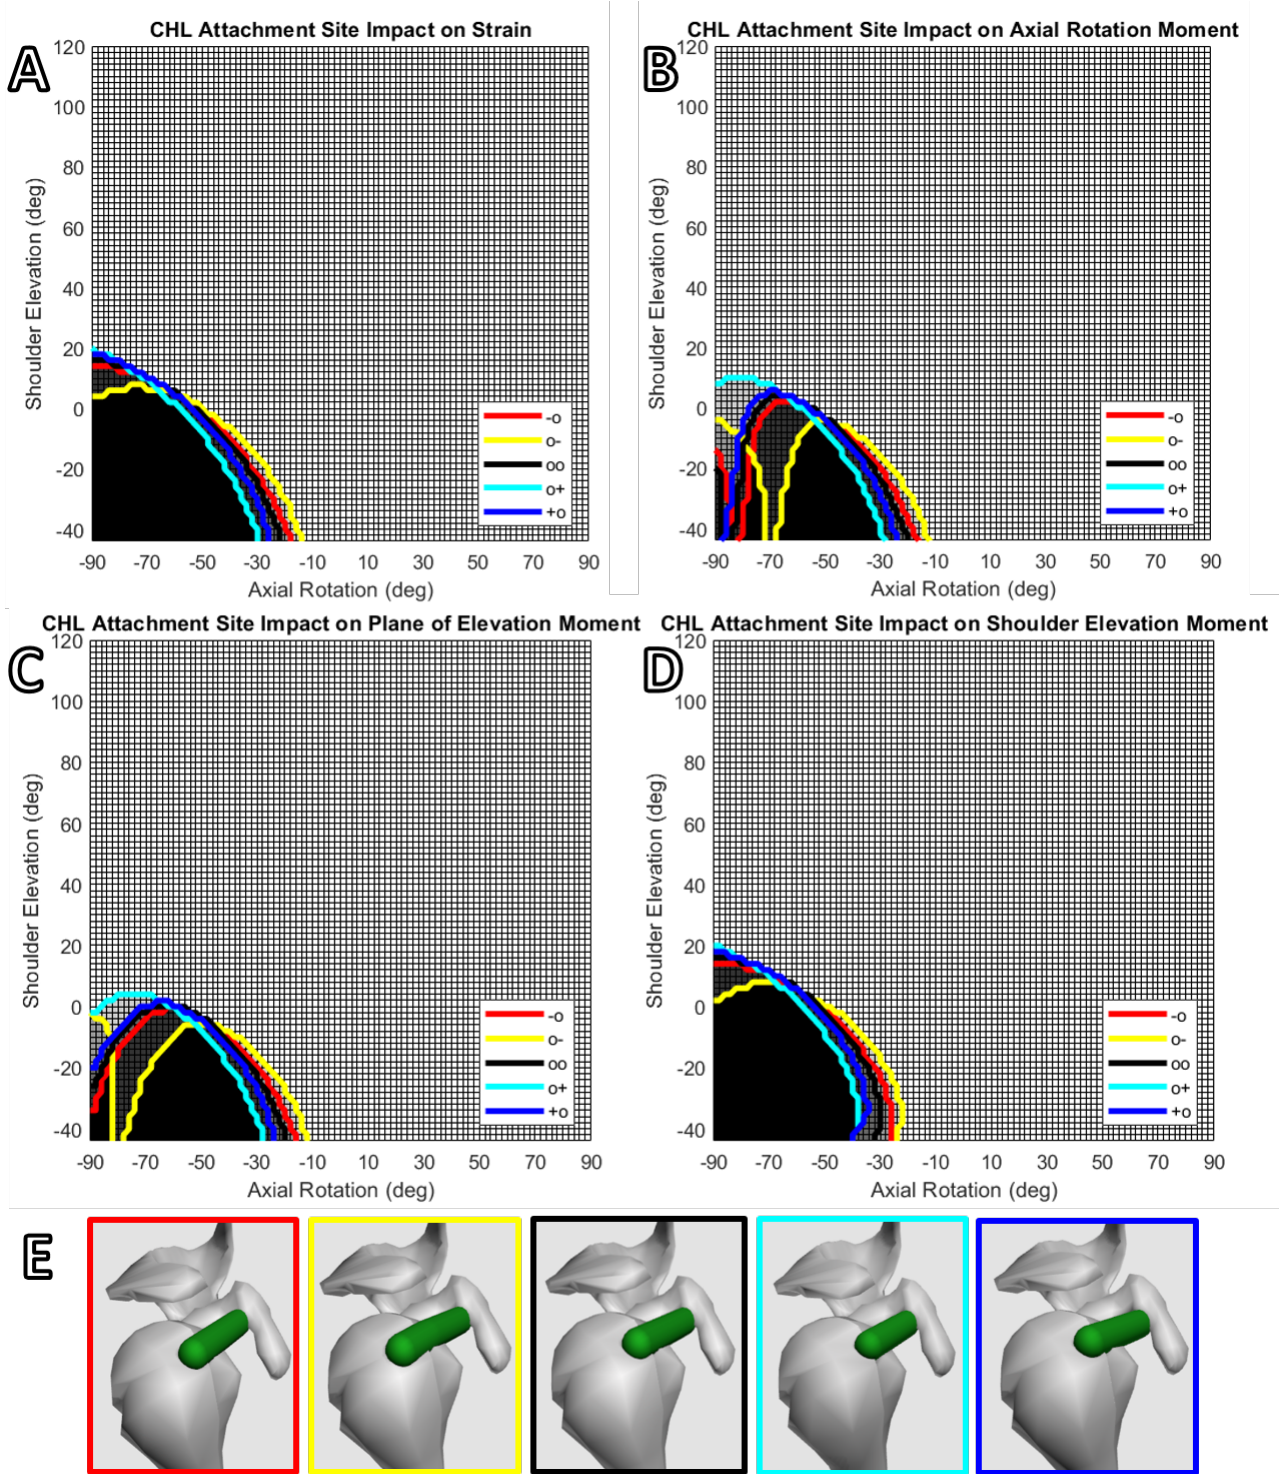 A
CHL Attachment Site Impact on Strain
120
100
80
60
40
20
0
-20
-40
Shoulder Elevation (deg)
-90 -70 -50 -30 -10 10 30 50 70 90
Axial Rotation (deg)
-o
o-
oo
o+
+o
B
CHL Attachment Site Impact on Axial Rotation Moment
120
100
80
60
40
20
0
-20
-40
Shoulder Elevation (deg)
-90 -70 -50 -30 -10 10 30 50 70 90
Axial Rotation (deg)
-o
o-
oo
o+
+o
C
CHL Attachment Site Impact on Plane of Elevation Moment
120
100
80
60
40
20
0
-20
-40
Shoulder Elevation (deg)
-90 -70 -50 -30 -10 10 30 50 70 90
Axial Rotation (deg)
-o
o-
oo
o+
+o
D
CHL Attachment Site Impact on Shoulder Elevation Moment
120
100
80
60
40
20
0
-20
-40
Shoulder Elevation (deg)
-90 -70 -50 -30 -10 10 30 50 70 90
Axial Rotation (deg)
-o
o-
oo
o+
+o
E